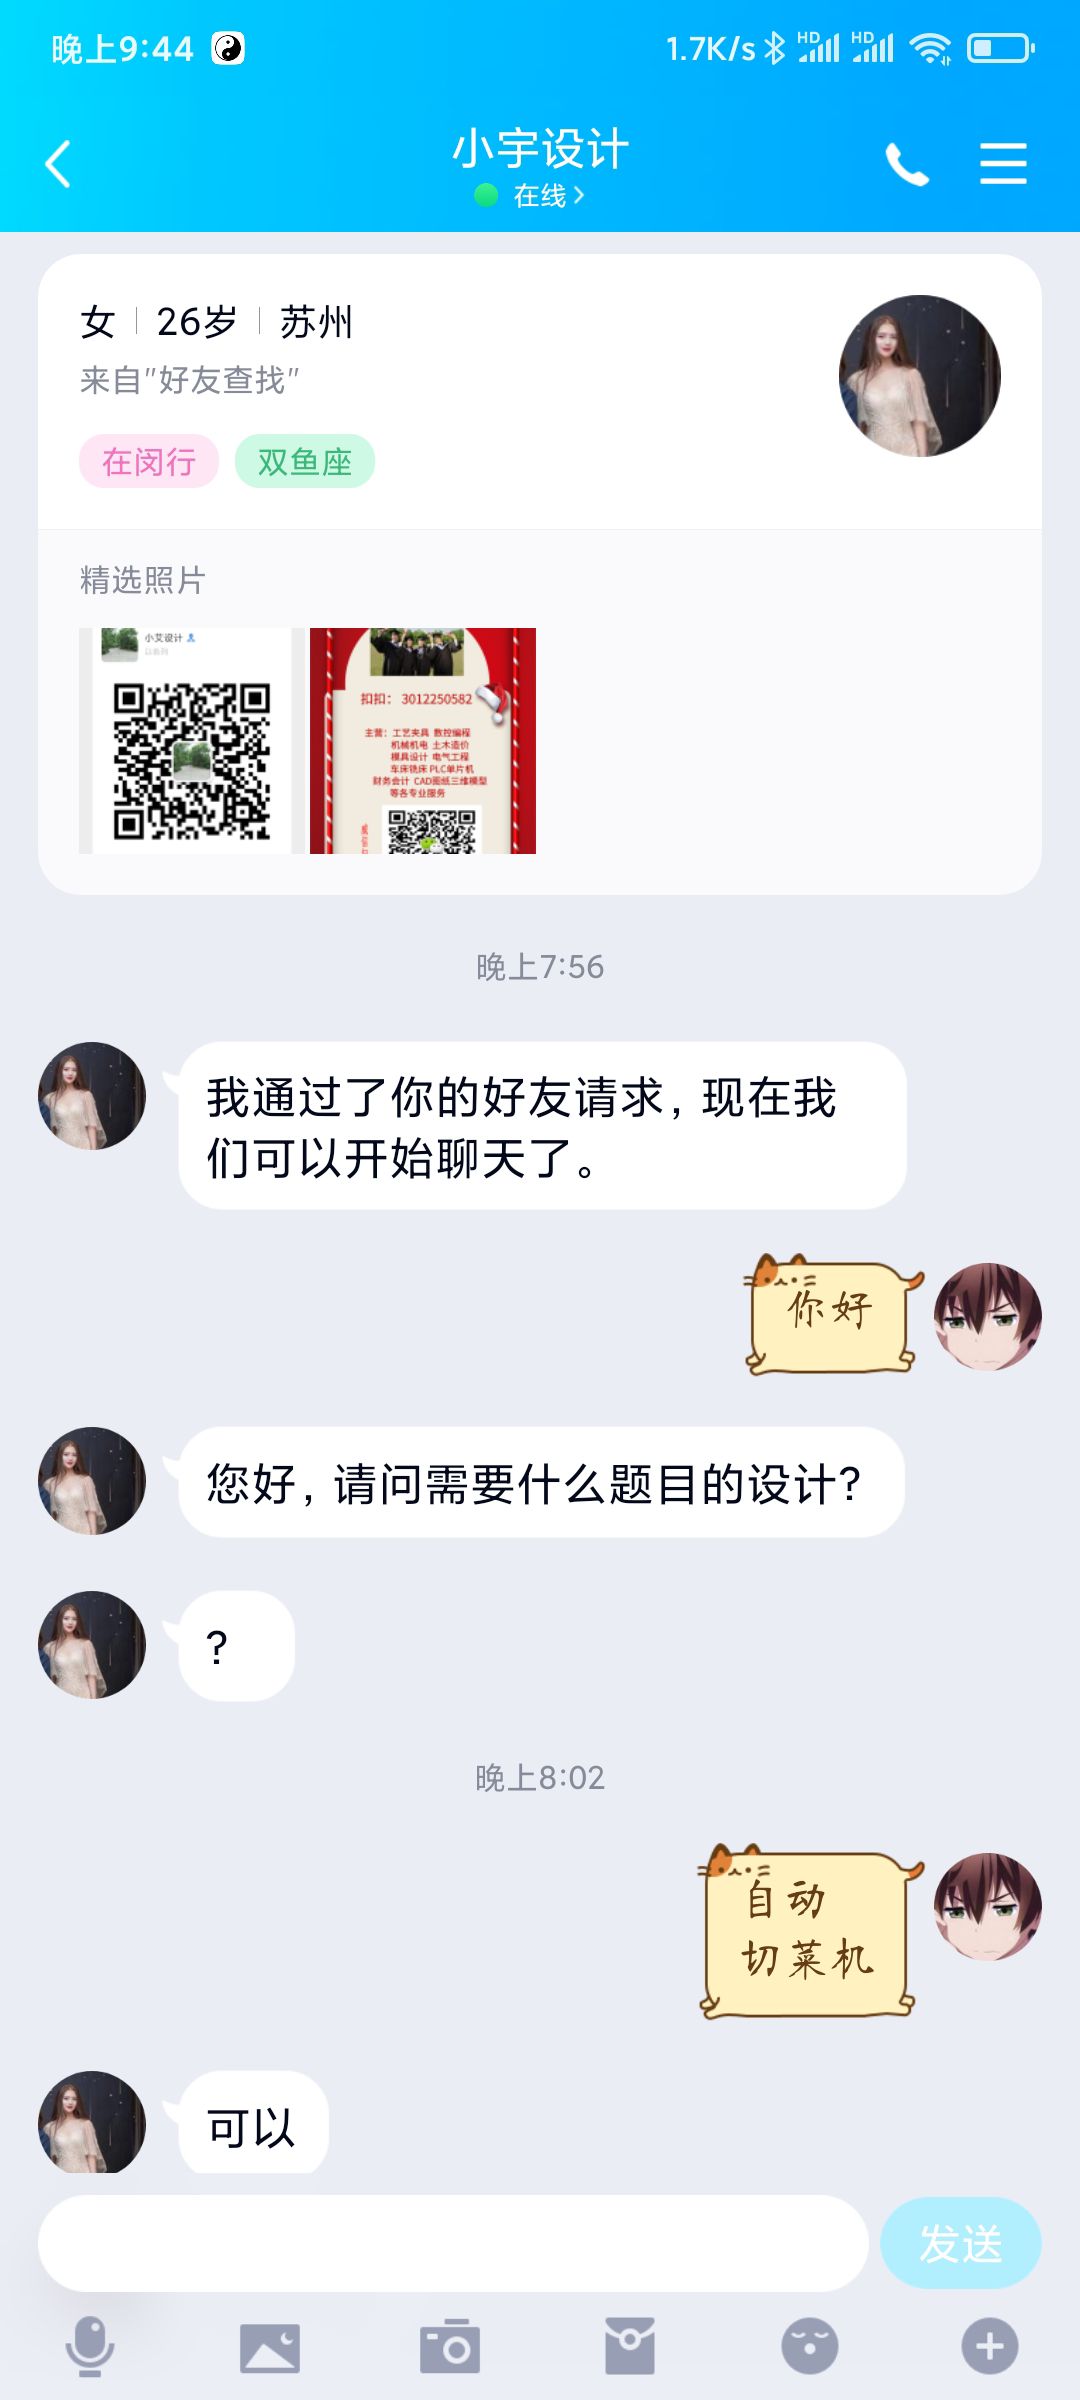 晚上9:44
1.7K/s
HD
HD
小宇设计
在线
女
26岁
苏州
来自"好友查找"
在闵行
双鱼座
精选照片
小艾设计
扣扣： 3012250582
主营：工艺夹具 数控编程
机械机电 土木造价
模具设计 电气工程
车床铣床 PLC单片机
财务会计 CAD图纸三维模型
等各专业服务
晚上7:56
我通过了你的好友请求，现在我
们可以开始聊天了。
你好
您好，请问需要什么题目的设计?
?
晚上8:02
自动
切菜机
可以
发送